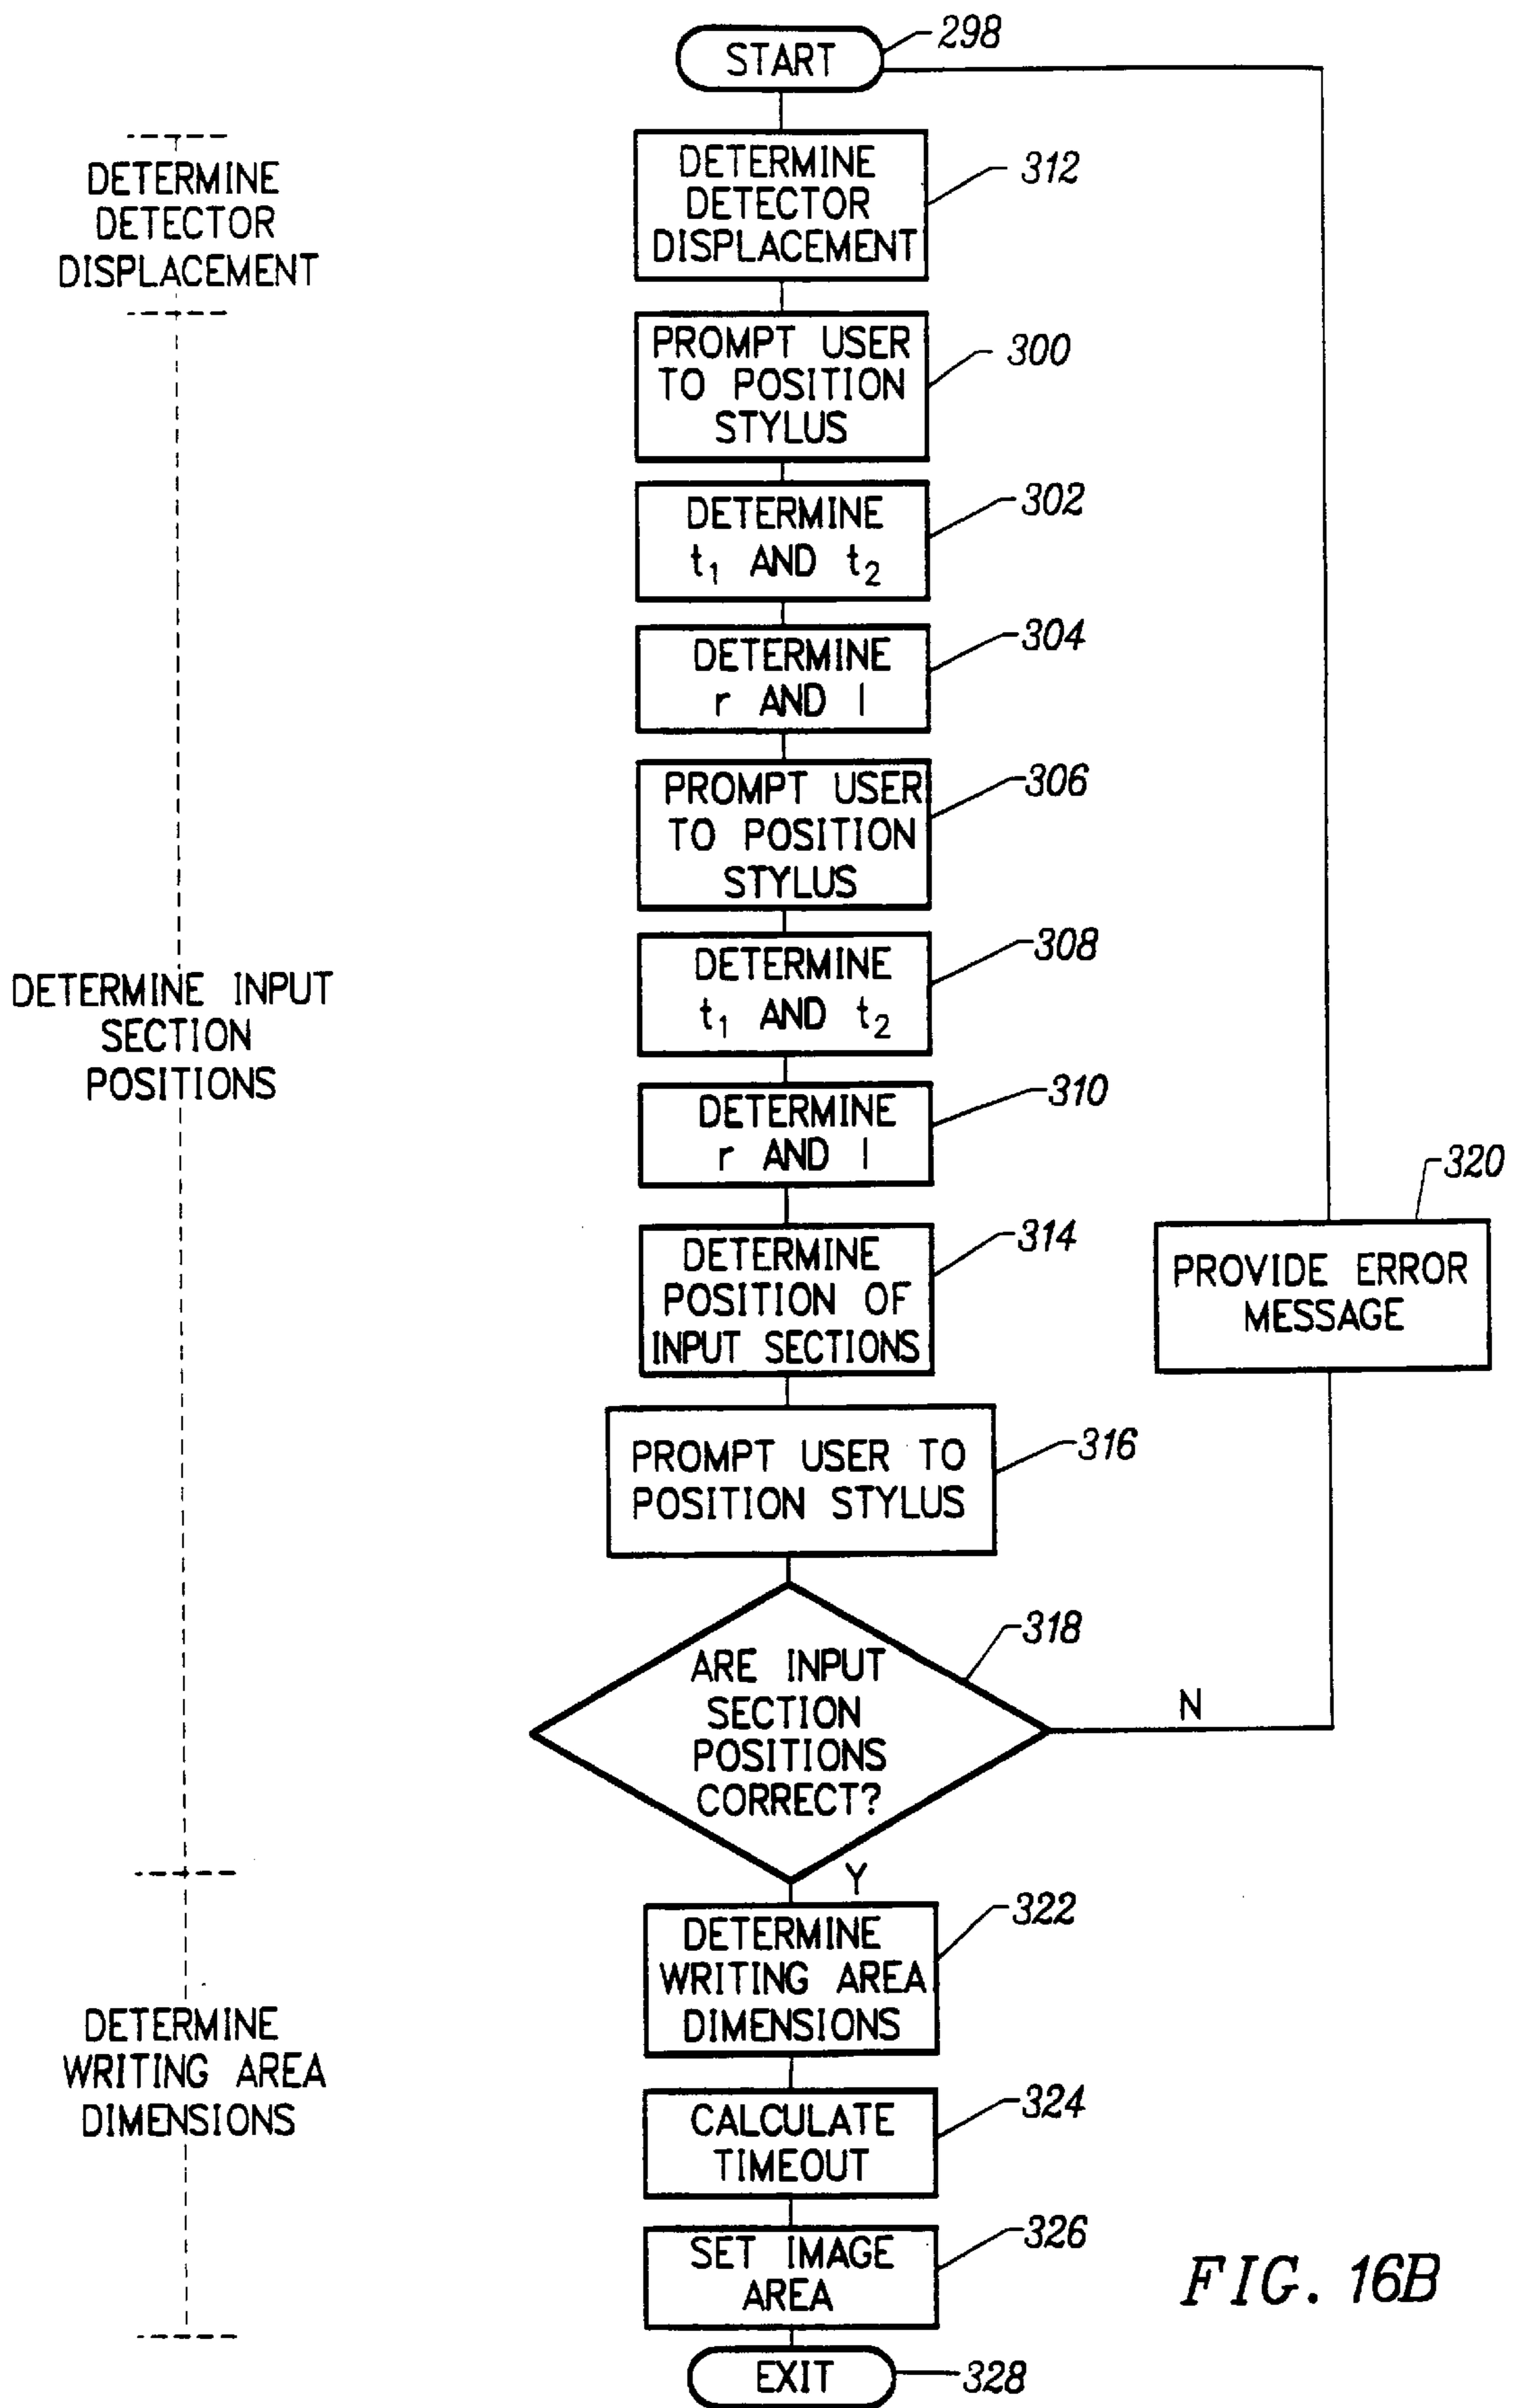 START
298
DETERMINE
DETECTOR
DISPLACEMENT
DETERMINE
DETECTOR
DISPLACEMENT
312
PROMPT USER
TO POSITION
STYLUS
300
DETERMINE
t₁ AND t₂
302
DETERMINE
r AND l
304
PROMPT USER
TO POSITION
STYLUS
306
DETERMINE INPUT
SECTION
POSITIONS
DETERMINE
t₁ AND t₂
308
DETERMINE
r AND l
310
DETERMINE
POSITION OF
INPUT SECTIONS
314
PROVIDE ERROR
MESSAGE
320
PROMPT USER TO
POSITION STYLUS
316
ARE INPUT
SECTION
POSITIONS
CORRECT?
318
N
Y
DETERMINE
WRITING AREA
DIMENSIONS
DETERMINE
WRITING AREA
DIMENSIONS
322
CALCULATE
TIMEOUT
324
SET IMAGE
AREA
326
EXIT
328
FIG. 16B